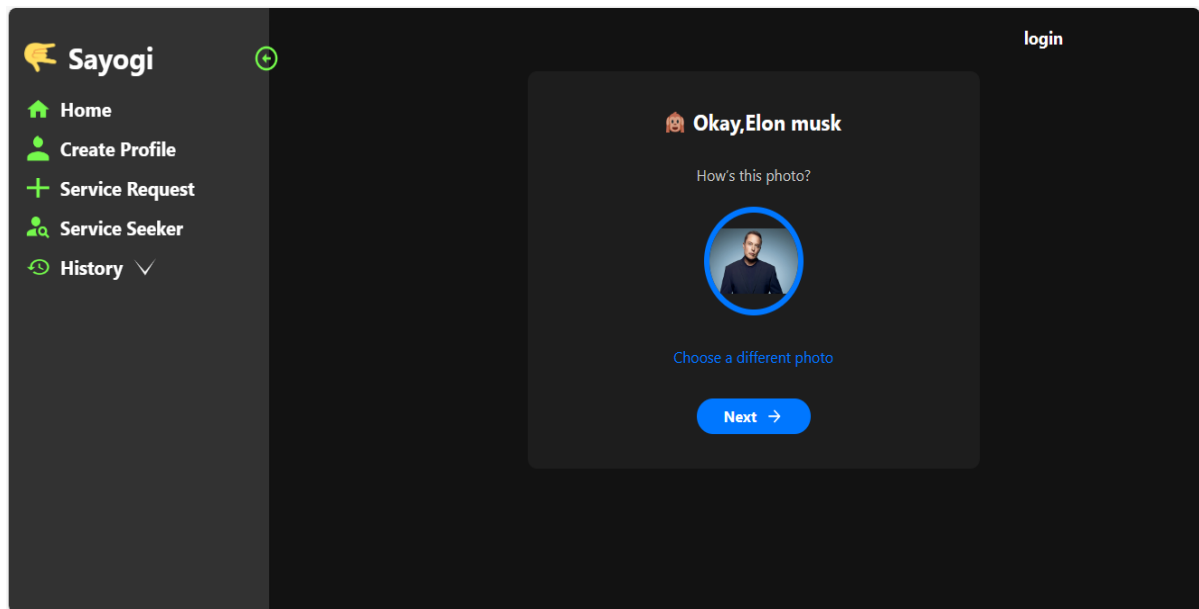 Sayogi
Home
Create Profile
Service Request
Service Seeker
History
login
Okay,Elon musk
How's this photo?
Choose a different photo
Next